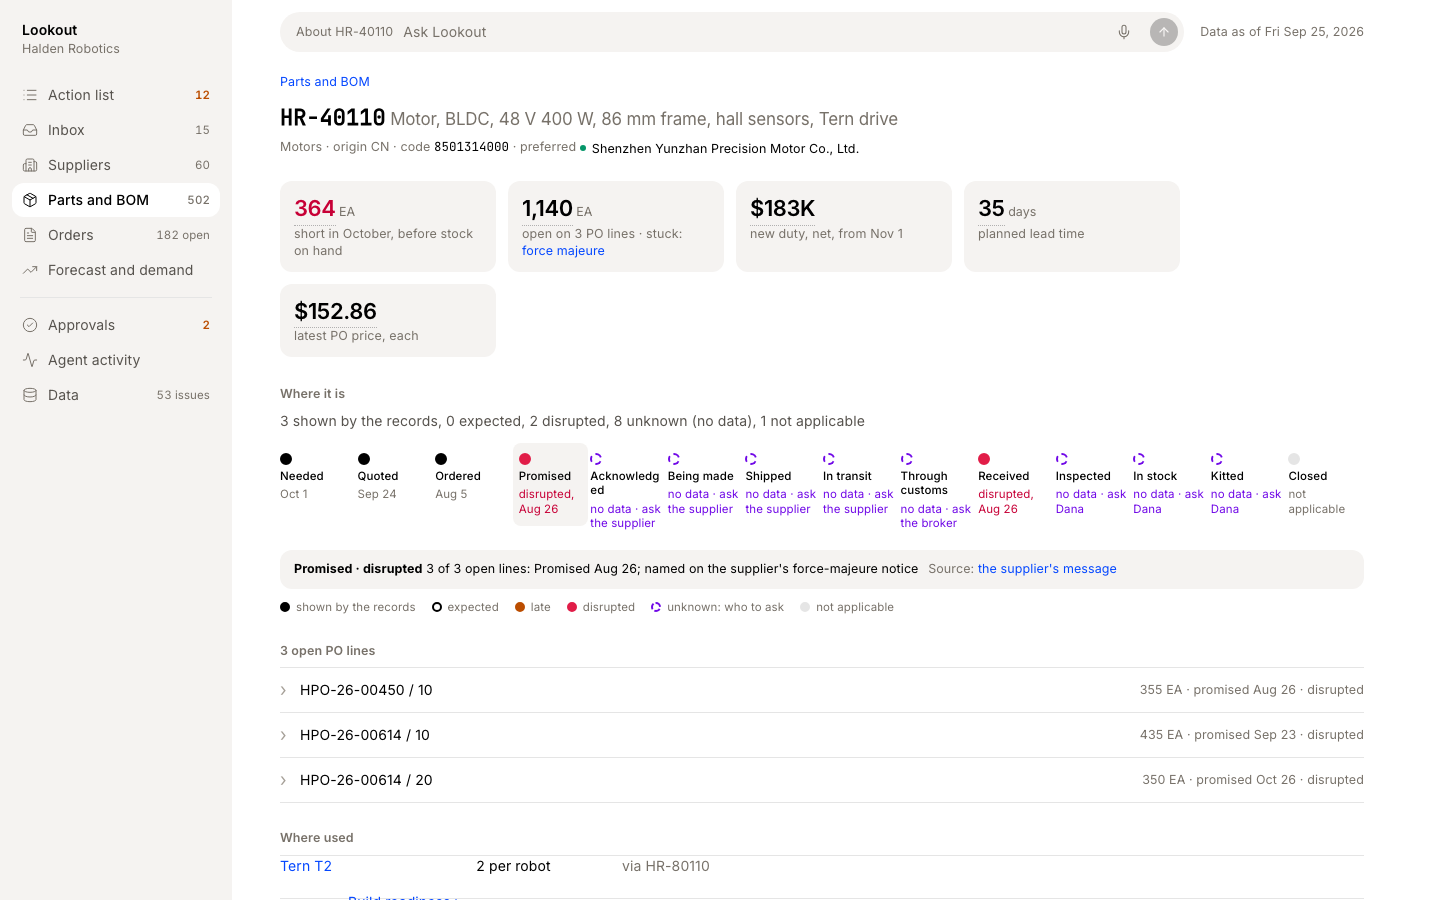 Lookout
Halden Robotics
Action list 12
Inbox 15
Suppliers 60
Parts and BOM 502
Orders 182 open
Forecast and demand
Approvals 2
Agent activity
Data 53 issues
About HR-40110 Ask Lookout
Data as of Fri Sep 25, 2026
Parts and BOM
HR-40110 Motor, BLDC, 48 V 400 W, 86 mm frame, hall sensors, Tern drive
Motors · origin CN · code 8501314000 · preferred Shenzhen Yunzhan Precision Motor Co., Ltd.
364 EA
short in October, before stock
on hand
1,140 EA
open on 3 PO lines · stuck:
force majeure
$183K
new duty, net, from Nov 1
35 days
planned lead time
$152.86
latest PO price, each
Where it is
3 shown by the records, 0 expected, 2 disrupted, 8 unknown (no data), 1 not applicable
Needed
Oct 1
Quoted
Sep 24
Ordered
Aug 5
Promised
disrupted,
Aug 26
Acknowledg
ed
no data · ask
the supplier
Being made
no data · ask
the supplier
Shipped
no data · ask
the supplier
In transit
no data · ask
the supplier
Through
customs
no data · ask
the broker
Received
disrupted,
Aug 26
Inspected
no data · ask
Dana
In stock
no data · ask
Dana
Kitted
no data · ask
Dana
Closed
not
applicable
Promised · disrupted 3 of 3 open lines: Promised Aug 26; named on the supplier's force-majeure notice Source: the supplier's message
shown by the records expected late disrupted unknown: who to ask not applicable
3 open PO lines
HPO-26-00450 / 10 355 EA · promised Aug 26 · disrupted
HPO-26-00614 / 10 435 EA · promised Sep 23 · disrupted
HPO-26-00614 / 20 350 EA · promised Oct 26 · disrupted
Where used
Tern T2 2 per robot via HR-80110